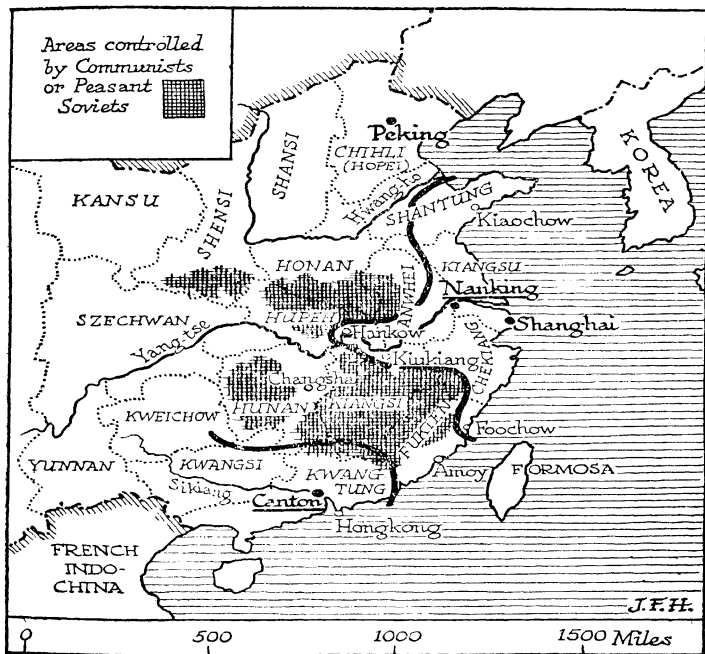 Areas controlled
by Communists
or Peasant
Soviets
Peking
CHIHLI
(HOPEI)
KOREA
SHANSI
KANSU
SHENSI
Hwang-ho
SHANTUNG
Kiaochow
HONAN
KIANGSU
ANWHEI
Nanking
HUPEH
SZECHWAN
Hankow
Shanghai
Yang-tse
Kiukiang
CHEKIANG
Changsha
HUNAN
KIANGSI
KWEICHOW
FUKIEN
Foochow
YUNNAN
KWANGSI
KWANG
TUNG
Amoy
FORMOSA
Sikiang
Canton
Hongkong
FRENCH
INDO-
CHINA
J.F.H.
0 500 1000 1500 Miles